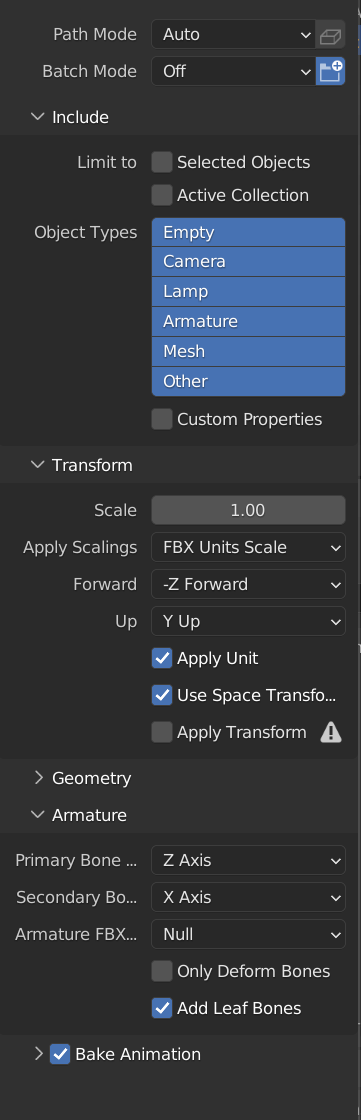 Path Mode Auto
Batch Mode Off
Include
Limit to Selected Objects
Active Collection
Object Types Empty
Camera
Lamp
Armature
Mesh
Other
Custom Properties
Transform
Scale 1.00
Apply Scalings FBX Units Scale
Forward -Z Forward
Up Y Up
Apply Unit
Use Space Transfo...
Apply Transform
Geometry
Armature
Primary Bone ... Z Axis
Secondary Bo... X Axis
Armature FBX... Null
Only Deform Bones
Add Leaf Bones
Bake Animation